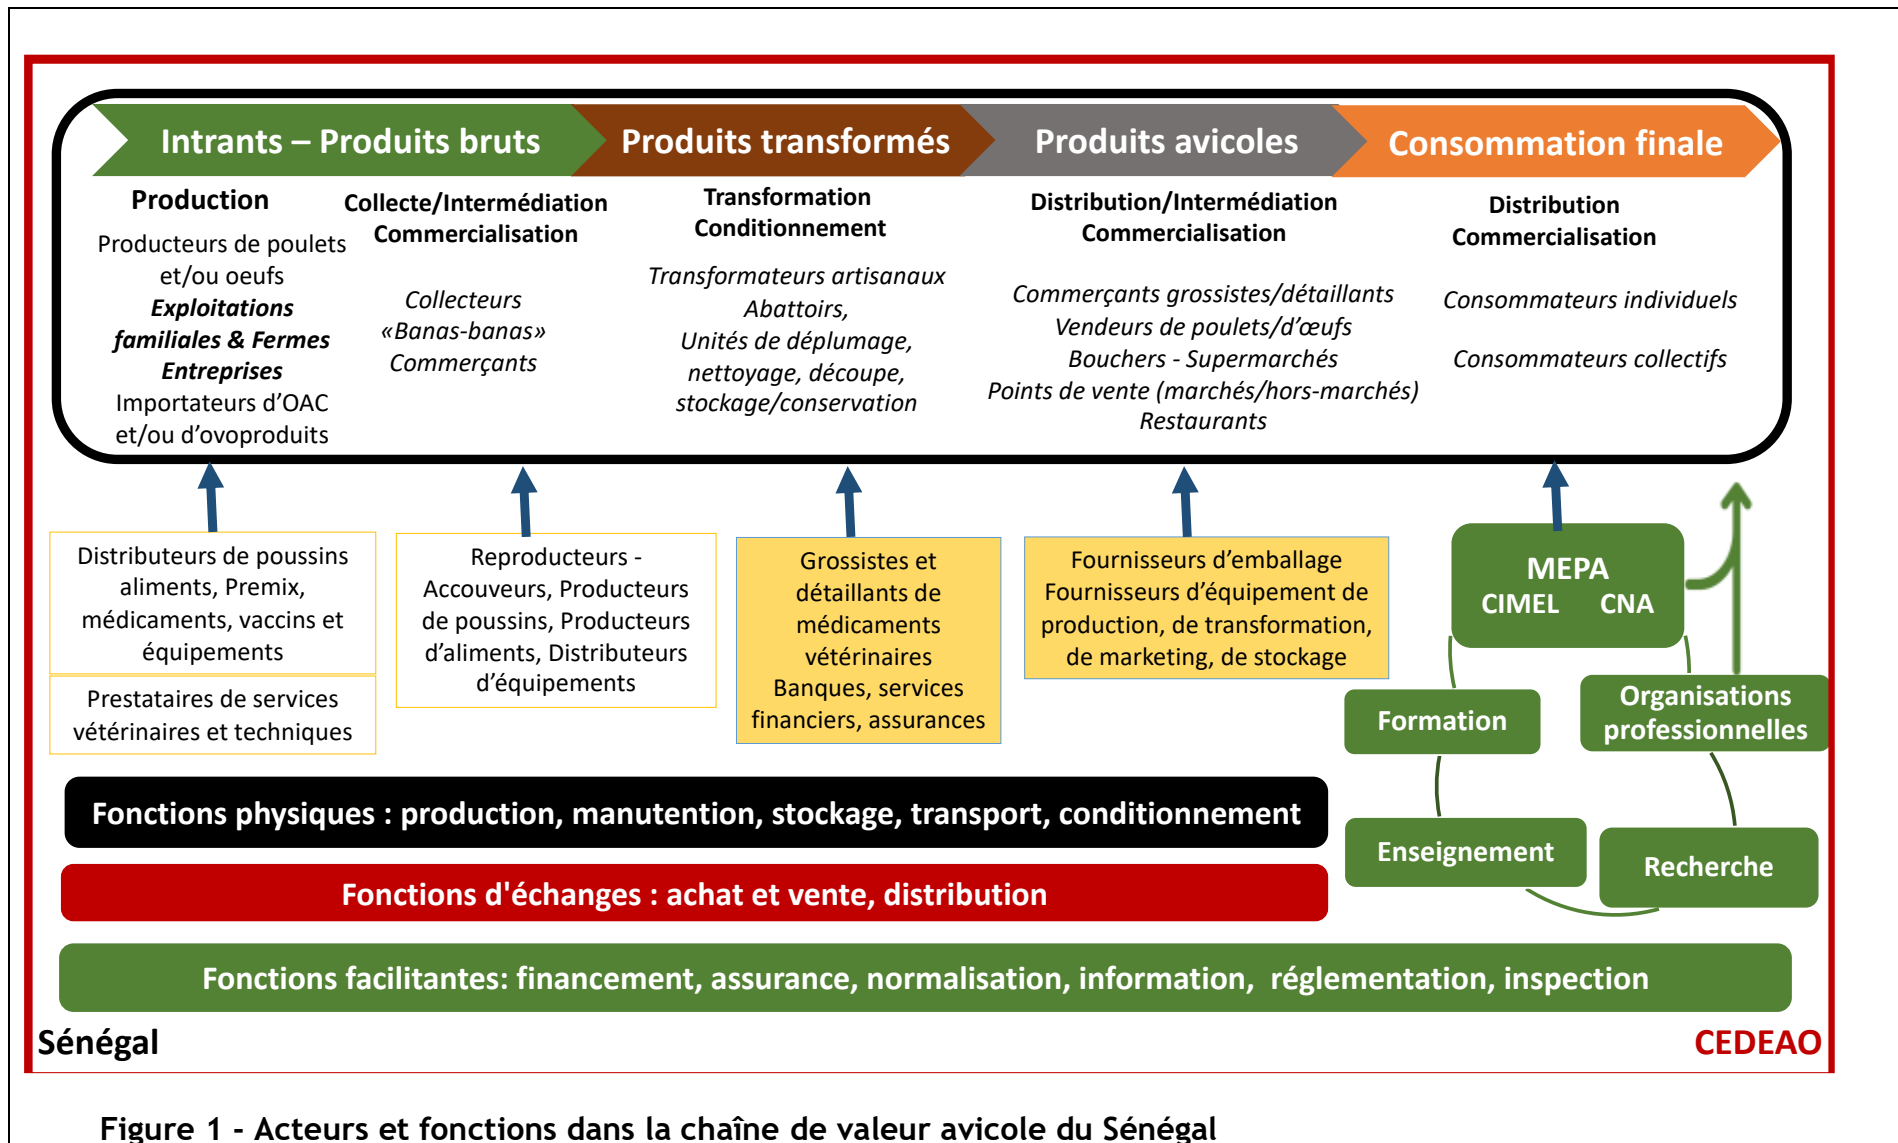 Intrants – Produits bruts
Produits transformés
Produits avicoles
Consommation finale
Production
Producteurs de poulets
et/ou oeufs
Exploitations
familiales & Fermes
Entreprises
Importateurs d’OAC
et/ou d’ovoproduits
Collecte/Intermédiation
Commercialisation
Collecteurs
«Banas-banas»
Commerçants
Transformation
Conditionnement
Transformateurs artisanaux
Abattoirs,
Unités de déplumage,
nettoyage, découpe,
stockage/conservation
Distribution/Intermédiation
Commercialisation
Commerçants grossistes/détaillants
Vendeurs de poulets/d’œufs
Bouchers - Supermarchés
Points de vente (marchés/hors-marchés)
Restaurants
Distribution
Commercialisation
Consommateurs individuels
Consommateurs collectifs
Distributeurs de poussins
aliments, Premix,
médicaments, vaccins et
équipements
Prestataires de services
vétérinaires et techniques
Reproducteurs -
Accouveurs, Producteurs
de poussins, Producteurs
d’aliments, Distributeurs
d’équipements
Grossistes et
détaillants de
médicaments
vétérinaires
Banques, services
financiers, assurances
Fournisseurs d’emballage
Fournisseurs d’équipement de
production, de transformation,
de marketing, de stockage
MEPA
CIMEL CNA
Formation
Organisations
professionnelles
Enseignement
Recherche
Fonctions physiques : production, manutention, stockage, transport, conditionnement
Fonctions d'échanges : achat et vente, distribution
Fonctions facilitantes: financement, assurance, normalisation, information, réglementation, inspection
Sénégal
CEDEAO
Figure 1 - Acteurs et fonctions dans la chaîne de valeur avicole du Sénégal